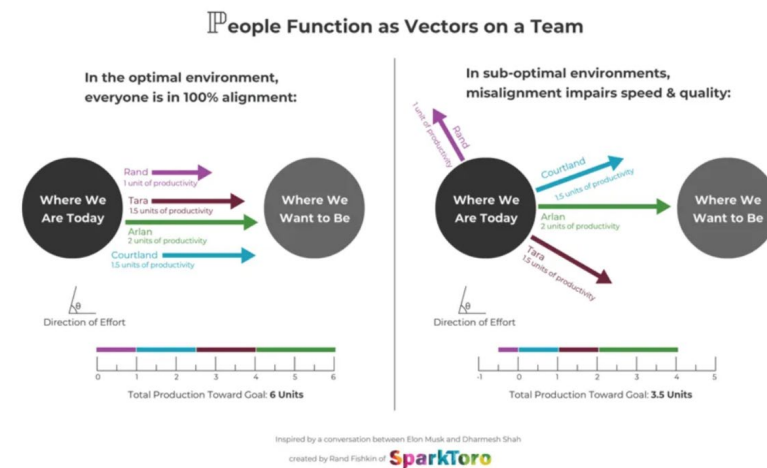 People Function as Vectors on a Team
In the optimal environment,
everyone is in 100% alignment:
Rand
1 unit of productivity
Tara
1.5 units of productivity
Arlan
2 units of productivity
Courtland
1.5 units of productivity
Where We
Are Today
Where We
Want to Be
θ
Direction of Effort
0 1 2 3 4 5 6
Total Production Toward Goal: 6 Units
In sub-optimal environments,
misalignment impairs speed & quality:
Rand
1 unit of productivity
Courtland
1.5 units of productivity
Arlan
2 units of productivity
Tara
1.5 units of productivity
Where We
Are Today
Where We
Want to Be
θ
Direction of Effort
-1 0 1 2 3 4 5
Total Production Toward Goal: 3.5 Units
Inspired by a conversation between Elon Musk and Dharmesh Shah
created by Rand Fishkin of SparkToro